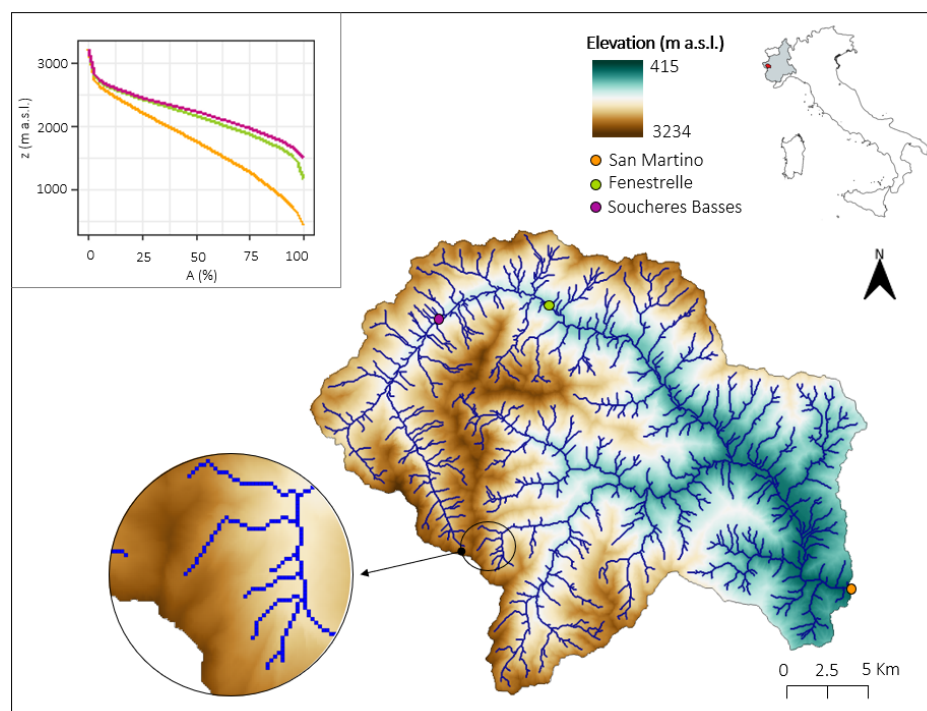 3000
2000
1000
z (m a.s.l.)
0 25 50 75 100
A (%)
Elevation (m a.s.l.)
415
3234
San Martino
Fenestrelle
Soucheres Basses
N
0 2.5 5 Km